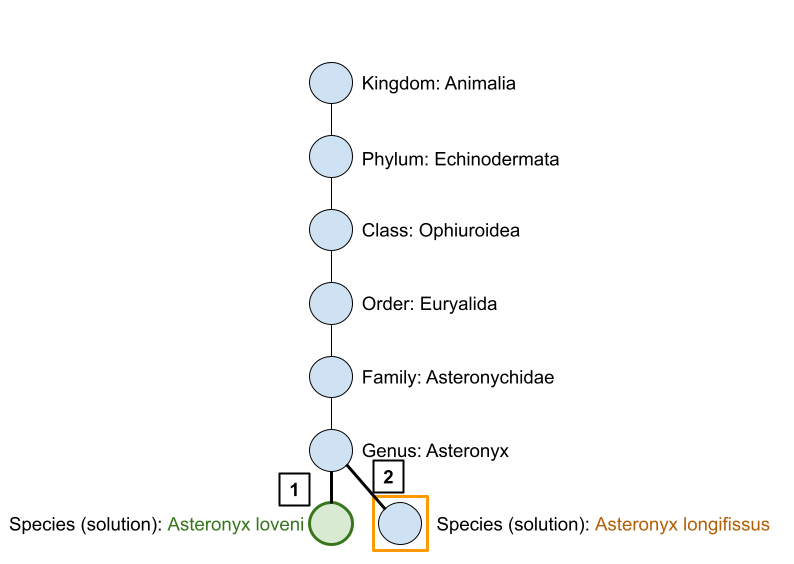 Kingdom: Animalia
Phylum: Echinodermata
Class: Ophiuroidea
Order: Euryalida
Family: Asteronychidae
Genus: Asteronyx
1
2
Species (solution): Asteronyx loveni
Species (solution): Asteronyx longifissus